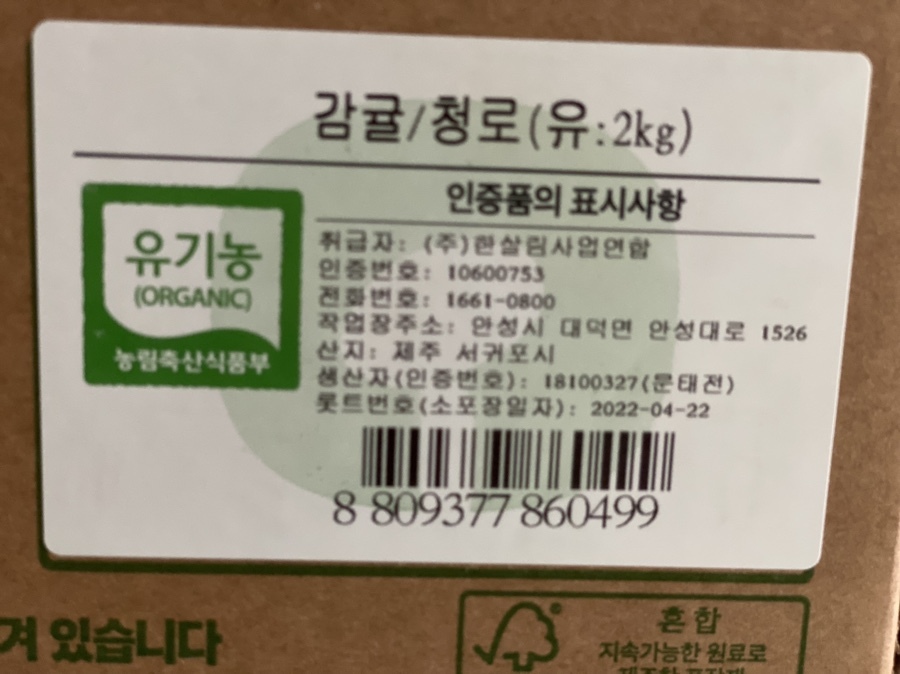 감귤/청로(유:2kg)
인증품의 표시사항
유기농
(ORGANIC)
농림축산식품부
취급자: (주)한살림사업연합
인증번호: 10600753
전화번호: 1661-0800
작업장주소: 안성시 대덕면 안성대로 1526
산지: 제주 서귀포시
생산자(인증번호): 18100327(문태전)
롯트번호(소포장일자): 2022-04-22
8 809377 860499
겨 있습니다
혼합
지속가능한 원료로